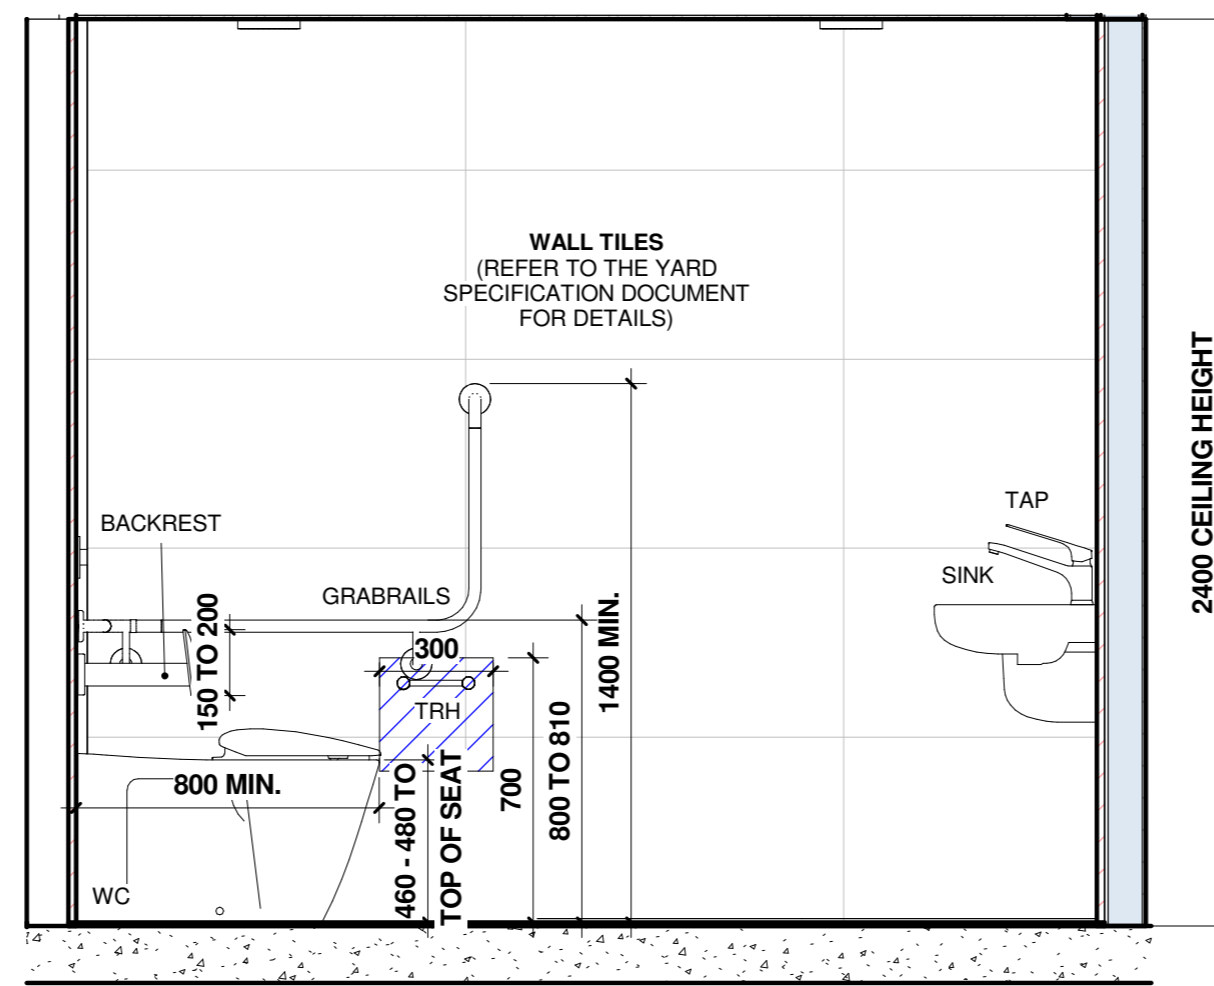 WALL TILES
(REFER TO THE YARD
SPECIFICATION DOCUMENT
FOR DETAILS)
2400 CEILING HEIGHT
TAP
SINK
BACKREST
GRABRAILS
150 TO 200
300
TRH
1400 MIN.
800 TO 810
700
800 MIN.
460 - 480 TO
TOP OF SEAT
WC